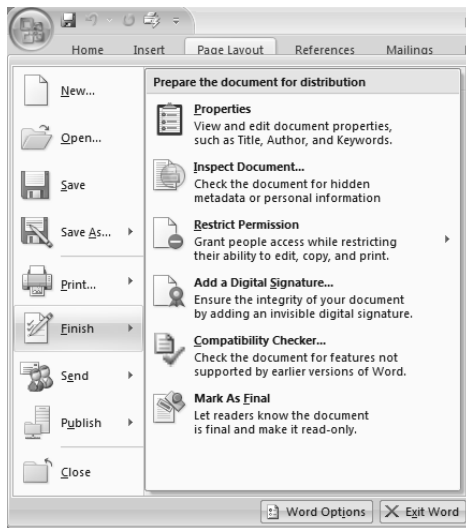 Home Insert Page Layout References Mailings
New...
Open...
Save
Save As...
Print...
Finish
Send
Publish
Close
Prepare the document for distribution
Properties
View and edit document properties,
such as Title, Author, and Keywords.
Inspect Document...
Check the document for hidden
metadata or personal information
Restrict Permission
Grant people access while restricting
their ability to edit, copy, and print.
Add a Digital Signature...
Ensure the integrity of your document
by adding an invisible digital signature.
Compatibility Checker...
Check the document for features not
supported by earlier versions of Word.
Mark As Final
Let readers know the document
is final and make it read-only.
Word Options Exit Word